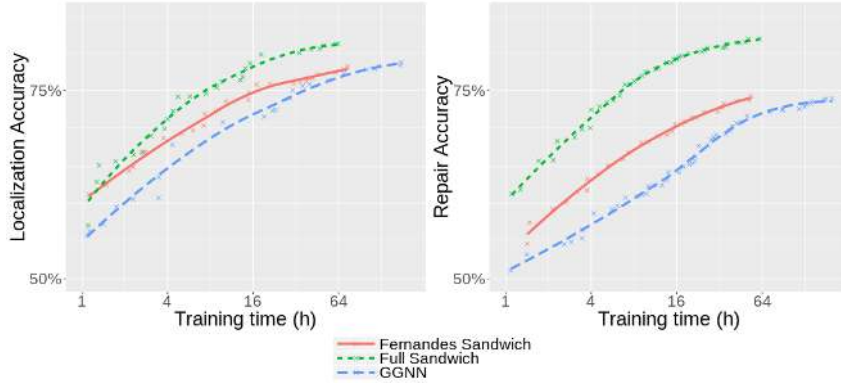 Localization Accuracy
75%
50%
1 4 16 64
Training time (h)
Repair Accuracy
75%
50%
1 4 16 64
Training time (h)
Fernandes Sandwich
Full Sandwich
GGNN